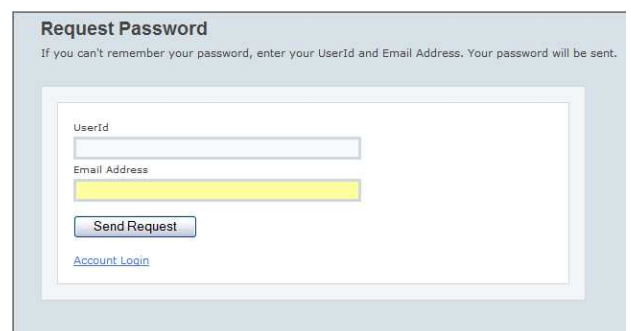 Request Password
If you can't remember your password, enter your UserId and Email Address. Your password will be sent.
UserId
Email Address
Send Request
Account Login